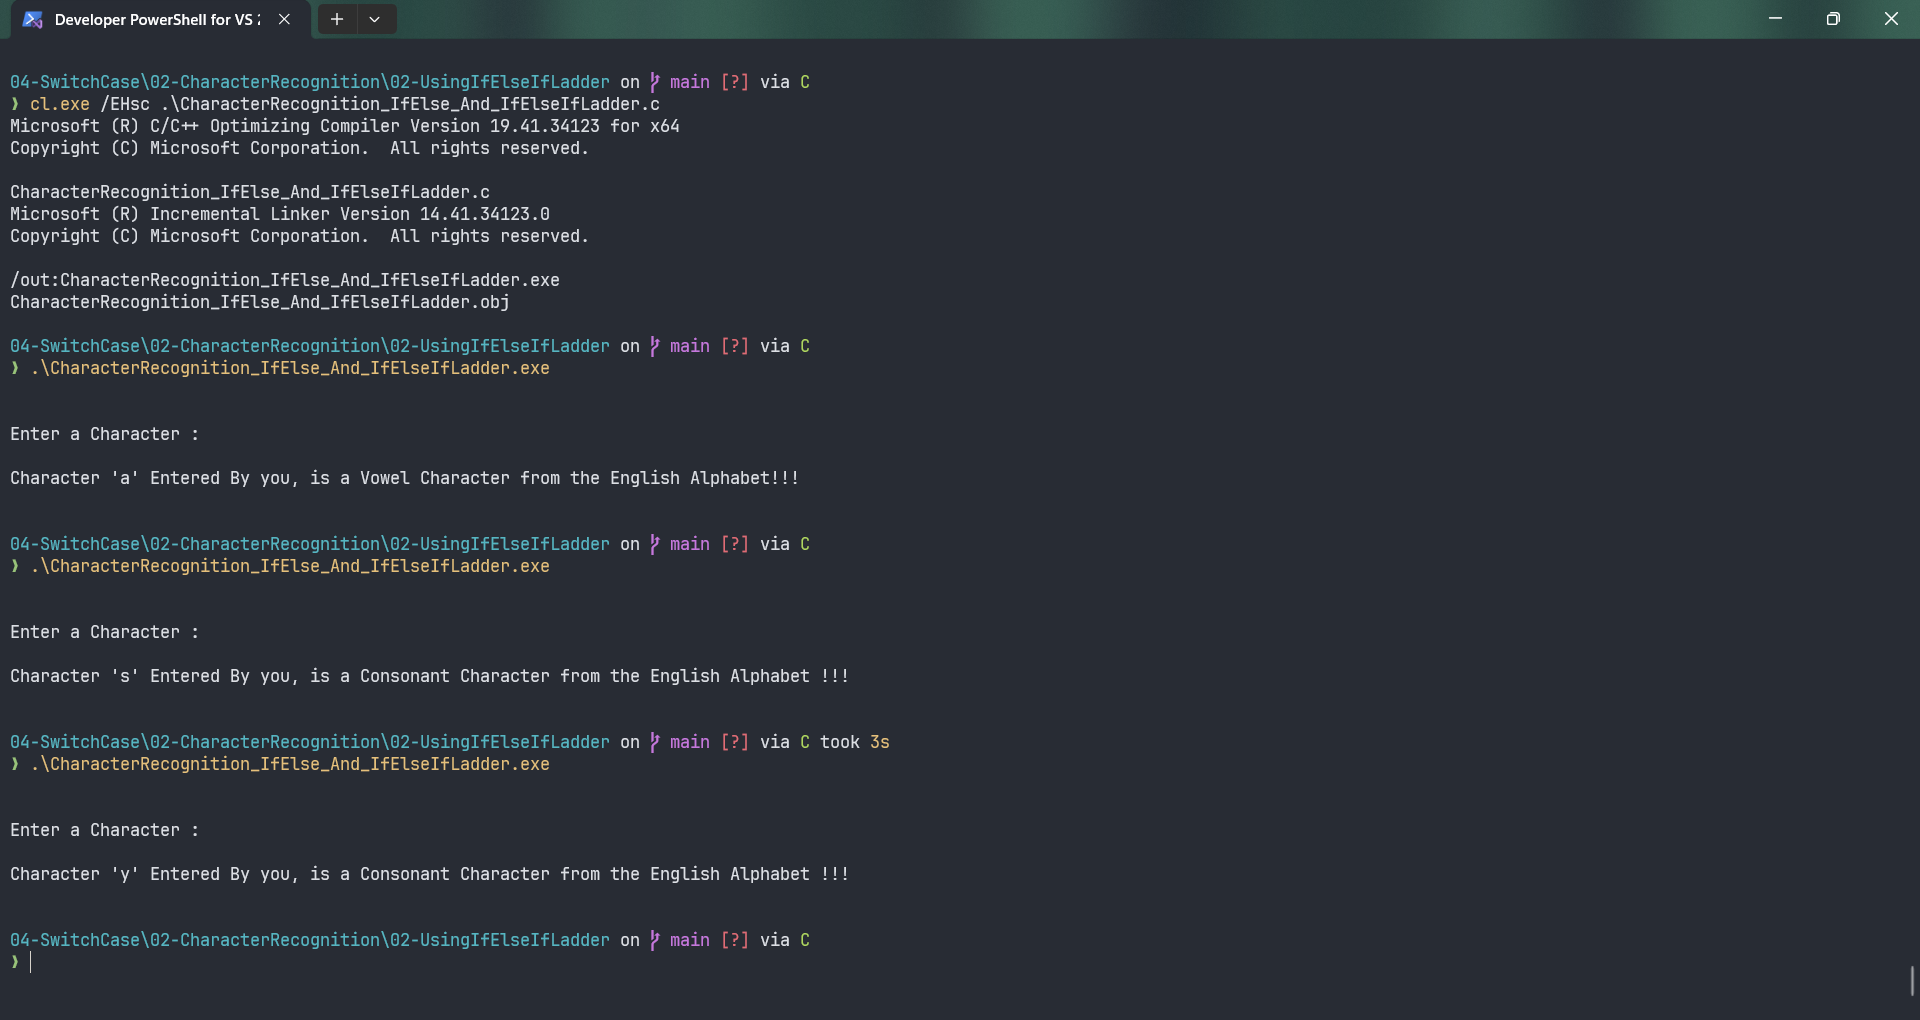 Developer PowerShell for VS 2
04-SwitchCase\02-CharacterRecognition\02-UsingIfElseIfLadder on main [?] via C
❯ cl.exe /EHsc .\CharacterRecognition_IfElse_And_IfElseIfLadder.c
Microsoft (R) C/C++ Optimizing Compiler Version 19.41.34123 for x64
Copyright (C) Microsoft Corporation.  All rights reserved.
CharacterRecognition_IfElse_And_IfElseIfLadder.c
Microsoft (R) Incremental Linker Version 14.41.34123.0
Copyright (C) Microsoft Corporation.  All rights reserved.
/out:CharacterRecognition_IfElse_And_IfElseIfLadder.exe
CharacterRecognition_IfElse_And_IfElseIfLadder.obj
04-SwitchCase\02-CharacterRecognition\02-UsingIfElseIfLadder on main [?] via C
❯ .\CharacterRecognition_IfElse_And_IfElseIfLadder.exe
Enter a Character :
Character 'a' Entered By you, is a Vowel Character from the English Alphabet!!!
04-SwitchCase\02-CharacterRecognition\02-UsingIfElseIfLadder on main [?] via C
❯ .\CharacterRecognition_IfElse_And_IfElseIfLadder.exe
Enter a Character :
Character 's' Entered By you, is a Consonant Character from the English Alphabet !!!
04-SwitchCase\02-CharacterRecognition\02-UsingIfElseIfLadder on main [?] via C took 3s
❯ .\CharacterRecognition_IfElse_And_IfElseIfLadder.exe
Enter a Character :
Character 'y' Entered By you, is a Consonant Character from the English Alphabet !!!
04-SwitchCase\02-CharacterRecognition\02-UsingIfElseIfLadder on main [?] via C
❯